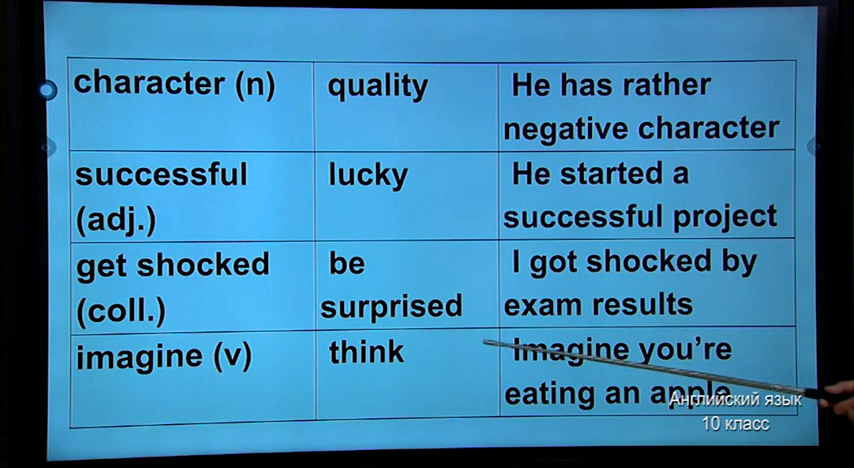 character (n)
quality
He has rather
negative character
successful
(adj.)
lucky
He started a
successful project
get shocked
(coll.)
be
surprised
I got shocked by
exam results
imagine (v)
think
Imagine you're
eating an apple
Английский язык
10 класс